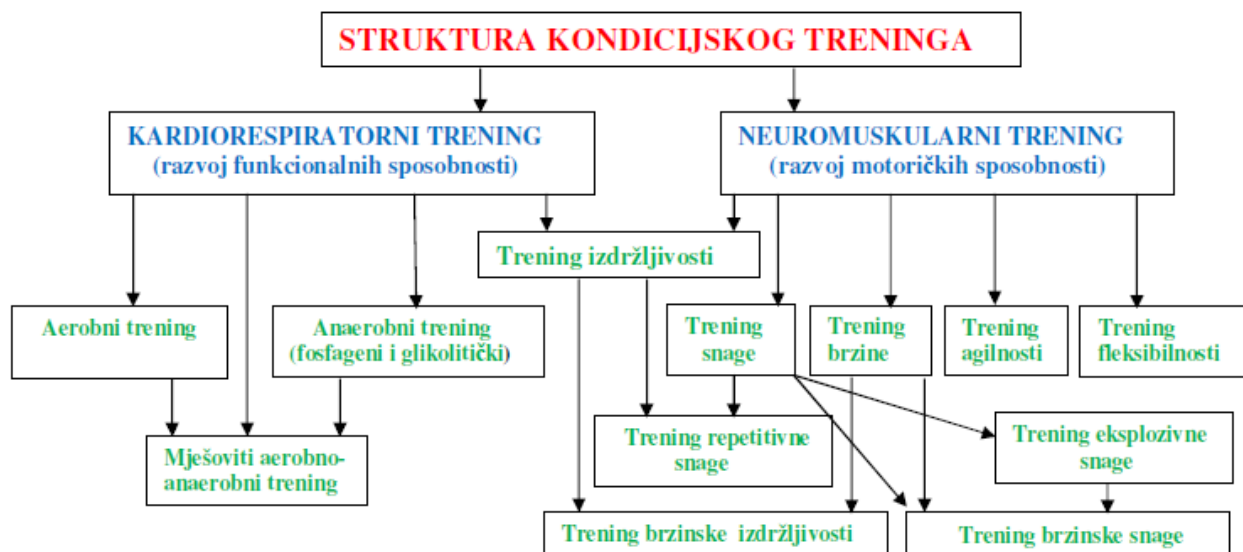 STRUKTURA KONDICIJSKOG TRENINGA
KARDIORESPIRATORNI TRENING
(razvoj funkcionalnih sposobnosti)
NEUROMUSKULARNI TRENING
(razvoj motoričkih sposobnosti)
Trening izdržljivosti
Aerobni trening
Anaerobni trening
(fosfageni i glikolitički)
Trening
snage
Trening
brzine
Trening
agilnosti
Trening
fleksibilnosti
Mješoviti aerobno-
anaerobni trening
Trening repetitivne
snage
Trening eksplozivne
snage
Trening brzinske izdržljivosti
Trening brzinske snage